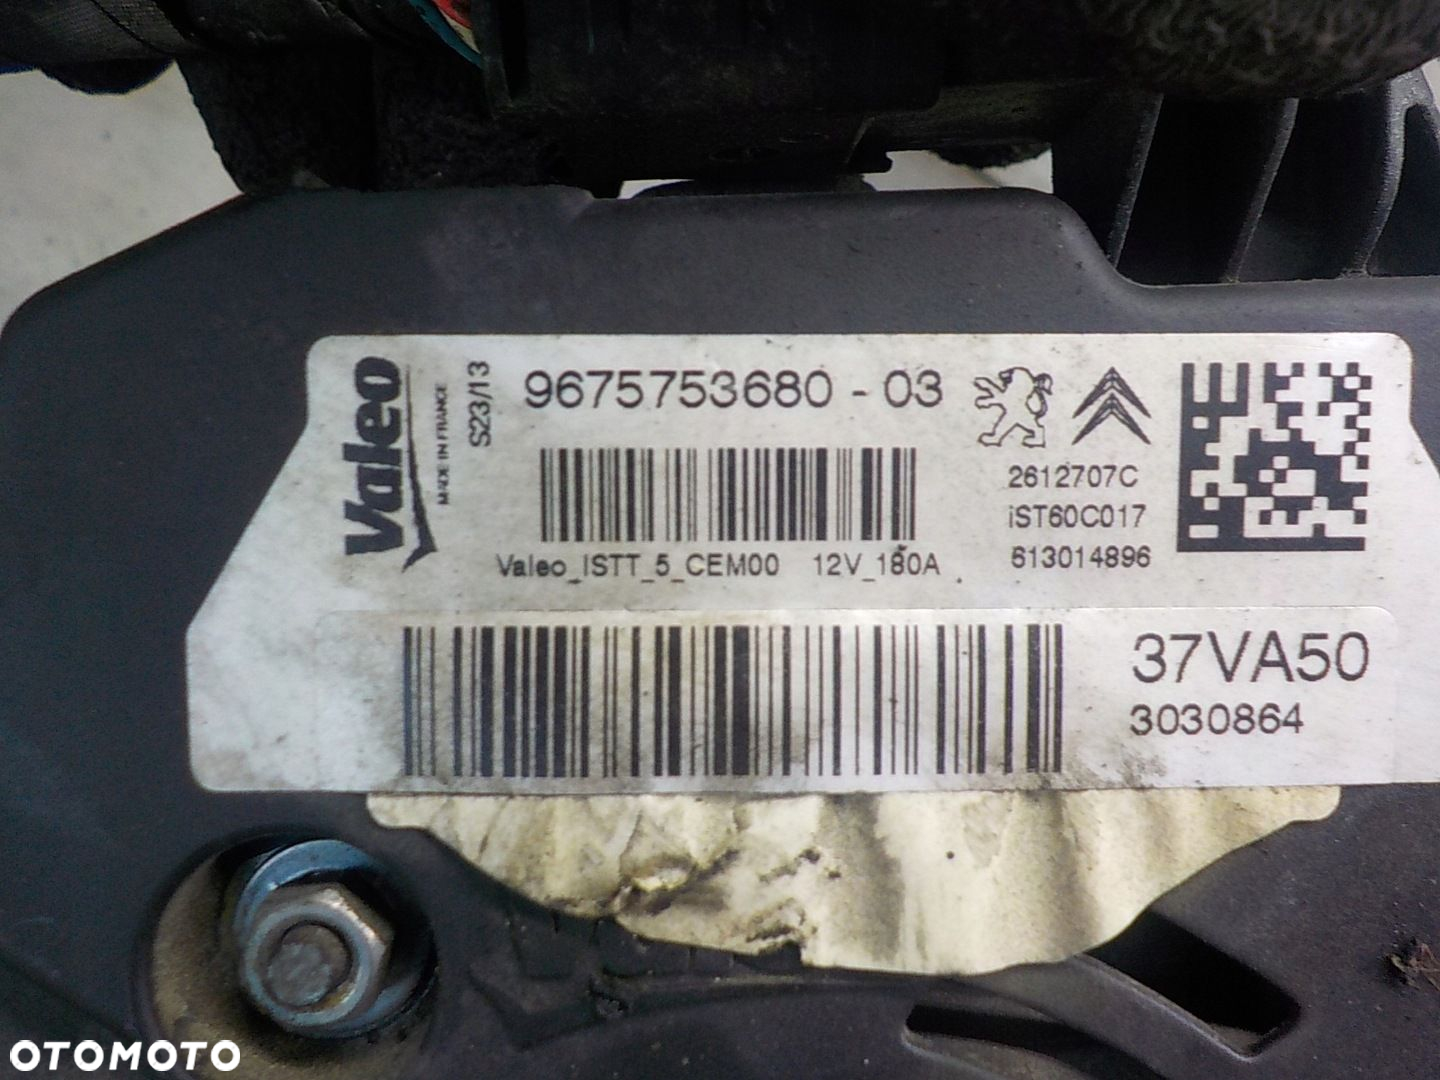 Valeo
MADE IN FRANCE
S23/13
9675753680 - 03
2612707C
iST60C017
613014896
Valeo_ISTT_5_CEM00 12V_180A
37VA50
3030864
OTOMOTO